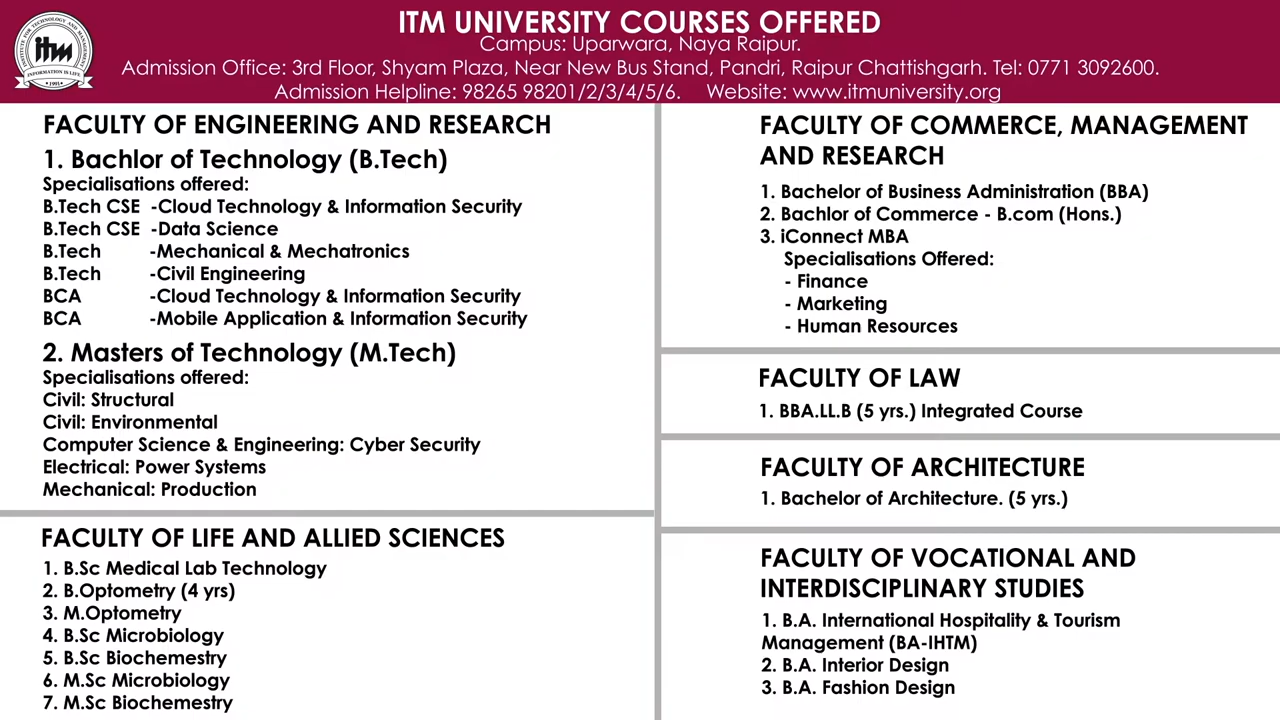 ITM UNIVERSITY COURSES OFFERED
Campus: Uparwara, Naya Raipur.
Admission Office: 3rd Floor, Shyam Plaza, Near New Bus Stand, Pandri, Raipur Chattishgarh. Tel: 0771 3092600.
Admission Helpline: 98265 98201/2/3/4/5/6. Website: www.itmuniversity.org
INSTITUTE FOR TECHNOLOGY AND MANAGEMENT
itm
INFORMATION IS LIFE
• 1991 •
FACULTY OF ENGINEERING AND RESEARCH
1. Bachlor of Technology (B.Tech)
Specialisations offered:
B.Tech CSE -Cloud Technology & Information Security
B.Tech CSE -Data Science
B.Tech -Mechanical & Mechatronics
B.Tech -Civil Engineering
BCA -Cloud Technology & Information Security
BCA -Mobile Application & Information Security
2. Masters of Technology (M.Tech)
Specialisations offered:
Civil: Structural
Civil: Environmental
Computer Science & Engineering: Cyber Security
Electrical: Power Systems
Mechanical: Production
FACULTY OF LIFE AND ALLIED SCIENCES
1. B.Sc Medical Lab Technology
2. B.Optometry (4 yrs)
3. M.Optometry
4. B.Sc Microbiology
5. B.Sc Biochemestry
6. M.Sc Microbiology
7. M.Sc Biochemestry
FACULTY OF COMMERCE, MANAGEMENT
AND RESEARCH
1. Bachelor of Business Administration (BBA)
2. Bachlor of Commerce - B.com (Hons.)
3. iConnect MBA
Specialisations Offered:
- Finance
- Marketing
- Human Resources
FACULTY OF LAW
1. BBA.LL.B (5 yrs.) Integrated Course
FACULTY OF ARCHITECTURE
1. Bachelor of Architecture. (5 yrs.)
FACULTY OF VOCATIONAL AND
INTERDISCIPLINARY STUDIES
1. B.A. International Hospitality & Tourism
Management (BA-IHTM)
2. B.A. Interior Design
3. B.A. Fashion Design